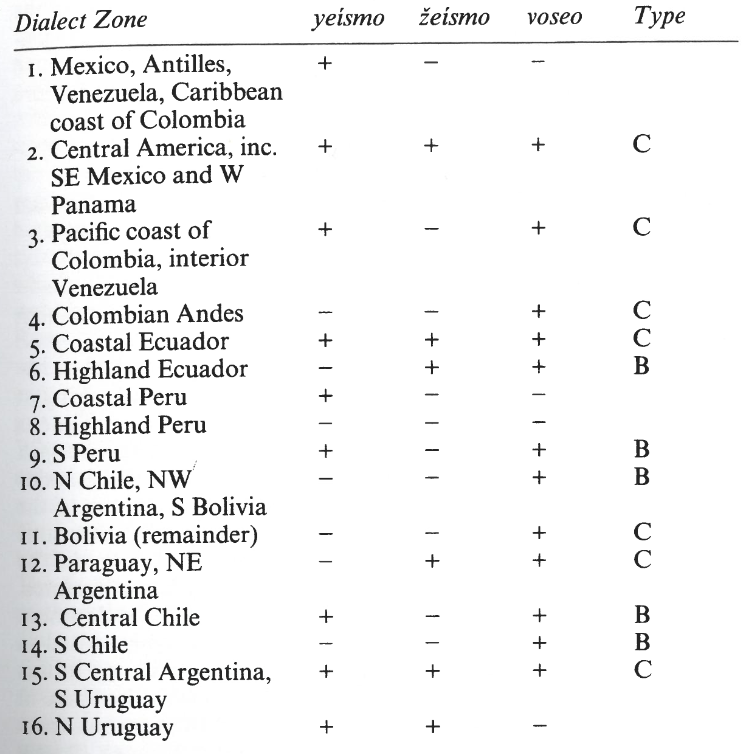 Dialect Zone yeísmo žeísmo voseo Type
1. Mexico, Antilles, + − −
Venezuela, Caribbean
coast of Colombia
2. Central America, inc. + + + C
SE Mexico and W
Panama
3. Pacific coast of + − + C
Colombia, interior
Venezuela
4. Colombian Andes − − + C
5. Coastal Ecuador + + + C
6. Highland Ecuador − + + B
7. Coastal Peru + − −
8. Highland Peru − − −
9. S Peru + − + B
10. N Chile, NW − − + B
Argentina, S Bolivia
11. Bolivia (remainder) − − + C
12. Paraguay, NE − + + C
Argentina
13. Central Chile + − + B
14. S Chile − − + B
15. S Central Argentina, + + + C
S Uruguay
16. N Uruguay + + −